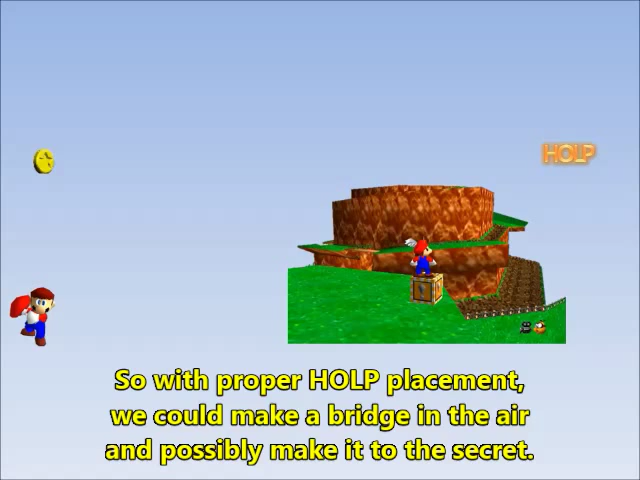 HOLP
So with proper HOLP placement,
we could make a bridge in the air
and possibly make it to the secret.